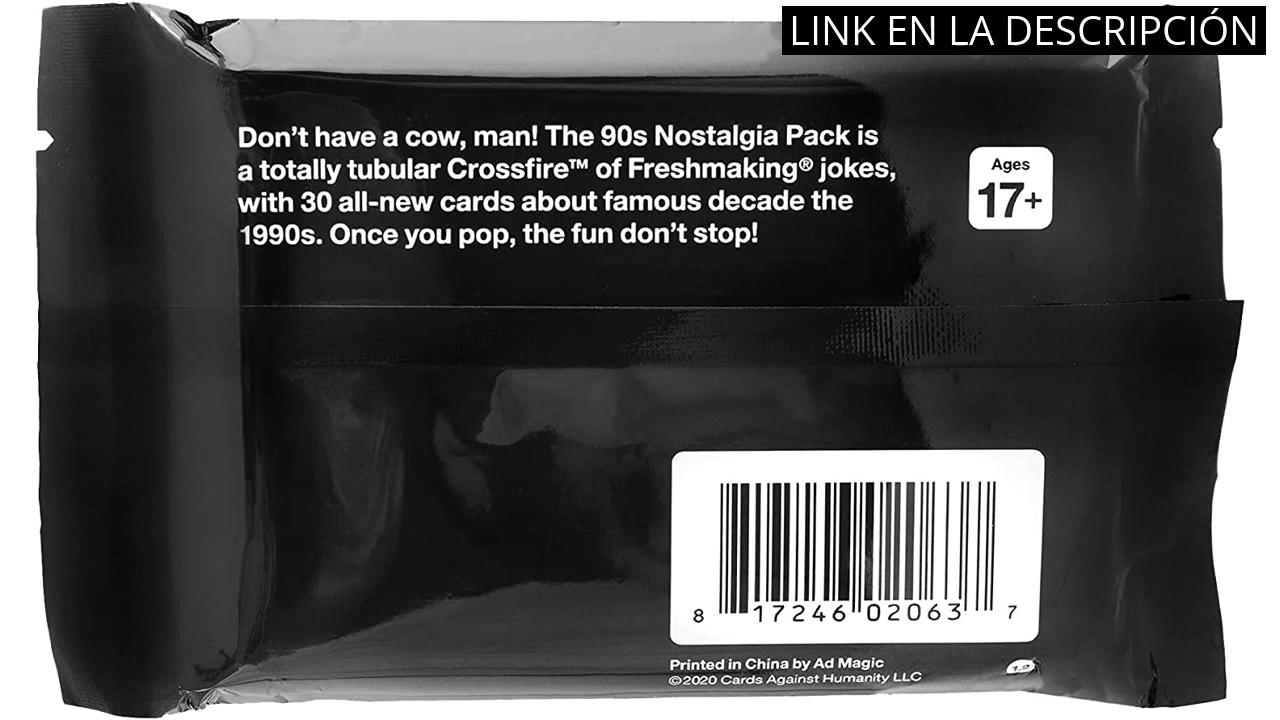 LINK EN LA DESCRIPCIÓN
Don't have a cow, man! The 90s Nostalgia Pack is
a totally tubular Crossfire™ of Freshmaking® jokes,
with 30 all-new cards about famous decade the
1990s. Once you pop, the fun don't stop!
Ages
17+
8 17246 02063 7
Printed in China by Ad Magic
©2020 Cards Against Humanity LLC
1.2